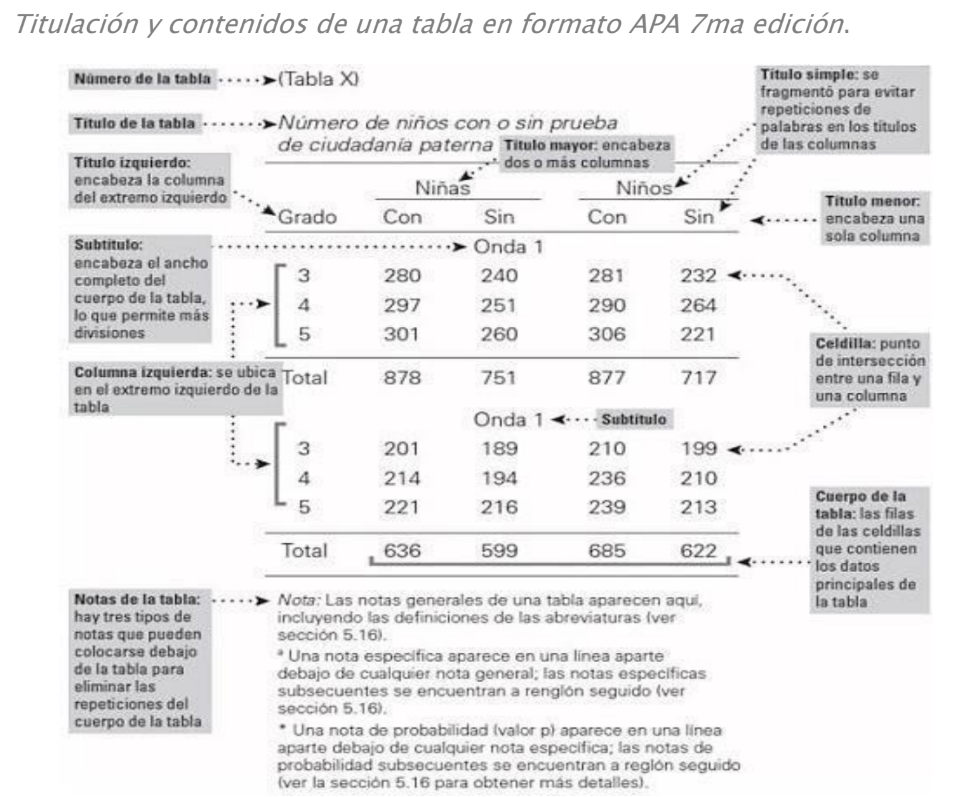 Titulación y contenidos de una tabla en formato APA 7ma edición.
Número de la tabla
(Tabla X)
Título simple: se
fragmentó para evitar
repeticiones de
palabras en los títulos
de las columnas
Título de la tabla
Número de niños con o sin prueba
de ciudadanía paterna
Título mayor: encabeza
dos o más columnas
Título izquierdo:
encabeza la columna
del extremo izquierdo
Niñas Niños
Título menor:
encabeza una
sola columna
Grado Con Sin Con Sin
Subtítulo:
encabeza el ancho
completo del
cuerpo de la tabla,
lo que permite más
divisiones
Onda 1
3 280 240 281 232
4 297 251 290 264
5 301 260 306 221
Celdilla: punto
de intersección
entre una fila y
una columna
Columna izquierda: se ubica
en el extremo izquierdo de la
tabla
Total 878 751 877 717
Onda 1
Subtítulo
3 201 189 210 199
4 214 194 236 210
5 221 216 239 213
Cuerpo de la
tabla: las filas
de las celdillas
que contienen
los datos
principales de
la tabla
Total 636 599 685 622
Notas de la tabla:
hay tres tipos de
notas que pueden
colocarse debajo
de la tabla para
eliminar las
repeticiones del
cuerpo de la tabla
Nota: Las notas generales de una tabla aparecen aquí,
incluyendo las definiciones de las abreviaturas (ver
sección 5.16).
ª Una nota específica aparece en una línea aparte
debajo de cualquier nota general; las notas específicas
subsecuentes se encuentran a renglón seguido (ver
sección 5.16).
* Una nota de probabilidad (valor p) aparece en una línea
aparte debajo de cualquier nota específica; las notas de
probabilidad subsecuentes se encuentran a reglón seguido
(ver la sección 5.16 para obtener más detalles).